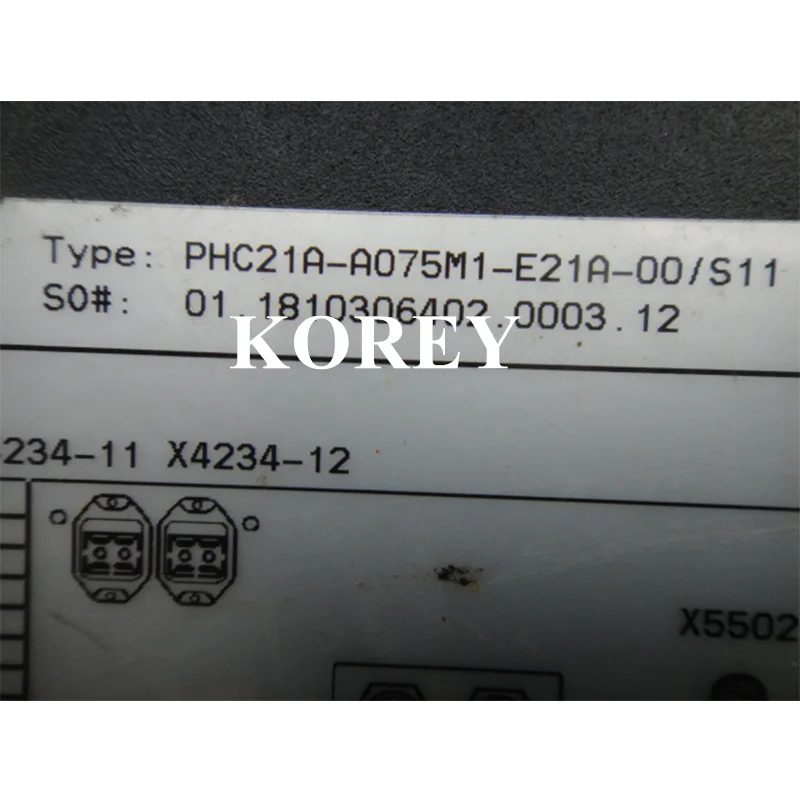 Type: PHC21A-A075M1-E21A-00/S11
SO#: 01.1810306402.0003.12
KOREY
234-11 X4234-12
X5502